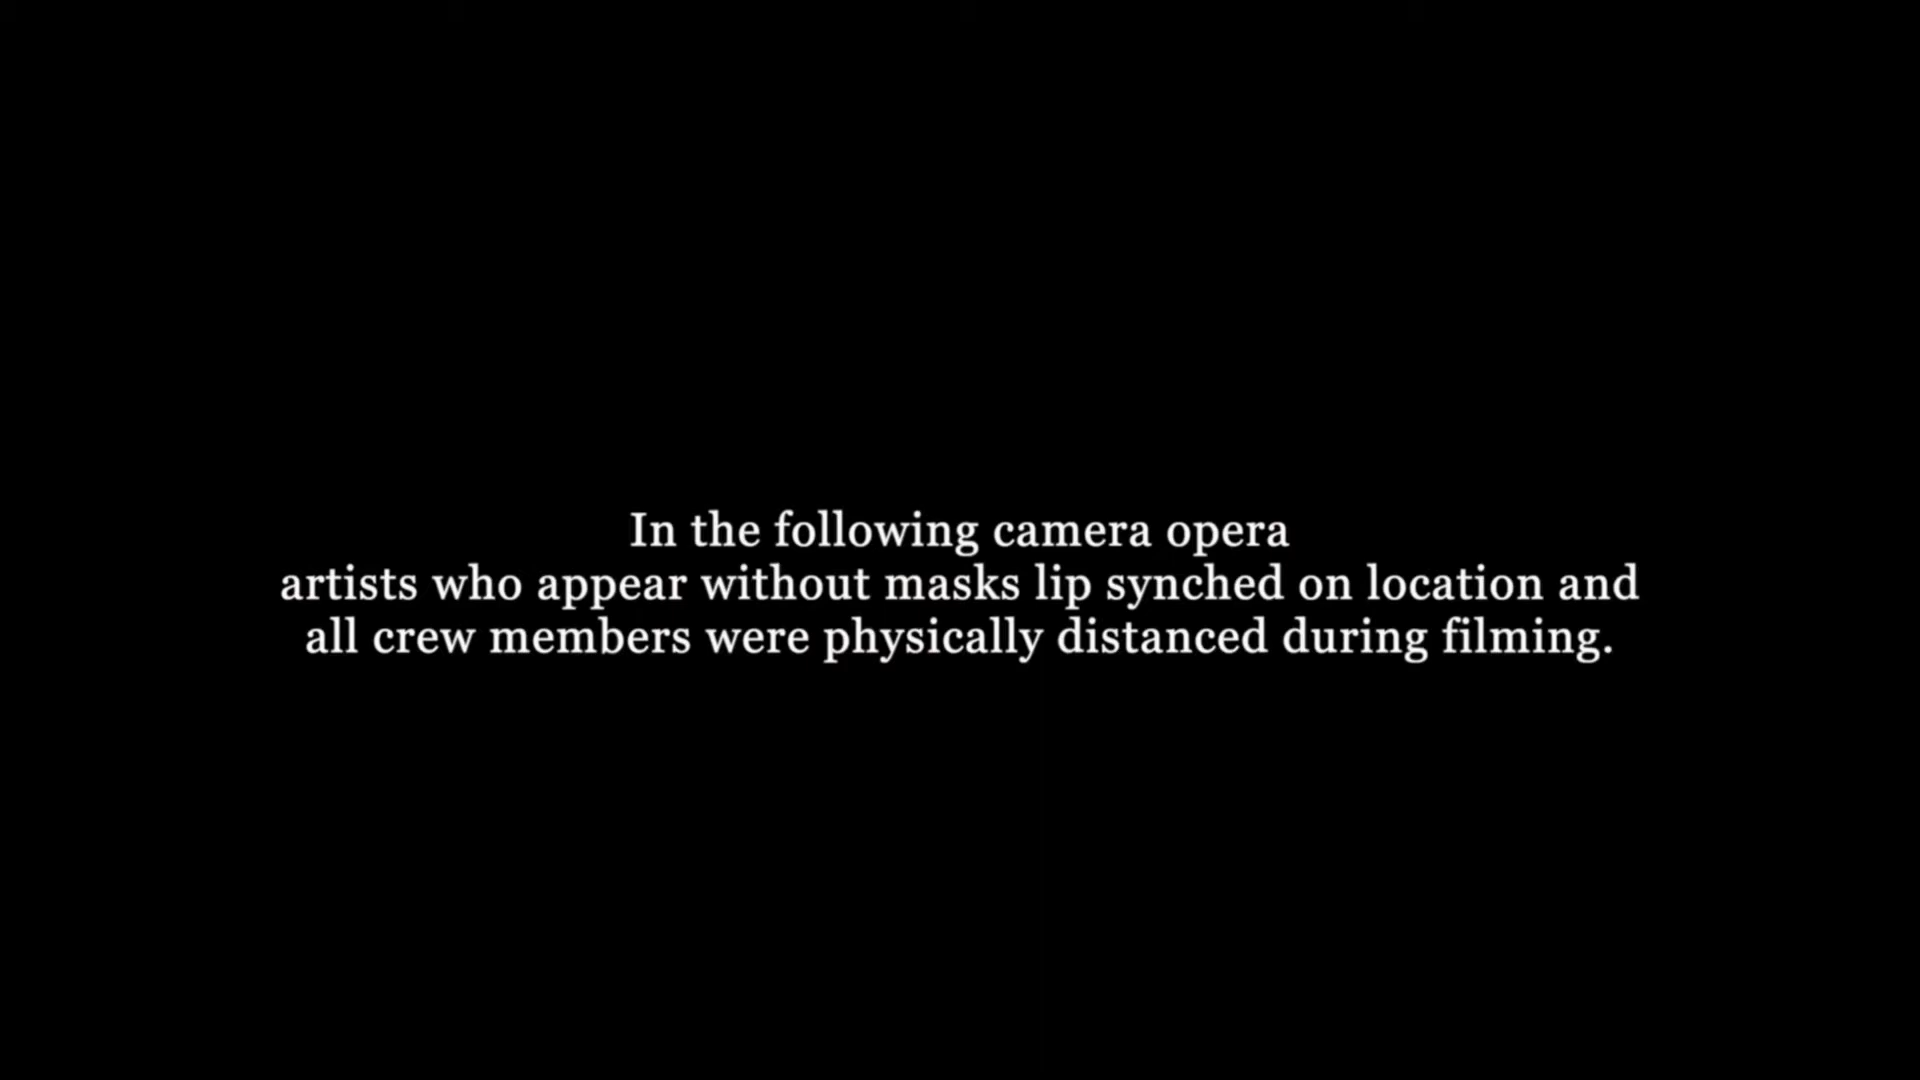 In the following camera opera
artists who appear without masks lip synched on location and
all crew members were physically distanced during filming.